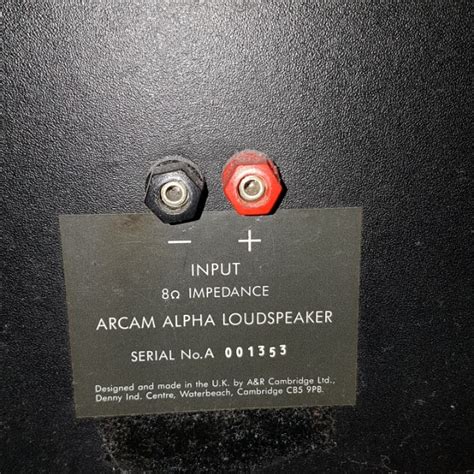 − +
INPUT
8Ω IMPEDANCE
ARCAM ALPHA LOUDSPEAKER
SERIAL No. A 001353
Designed and made in the U.K. by A&R Cambridge Ltd.,
Denny Ind. Centre, Waterbeach, Cambridge CB5 9PB.